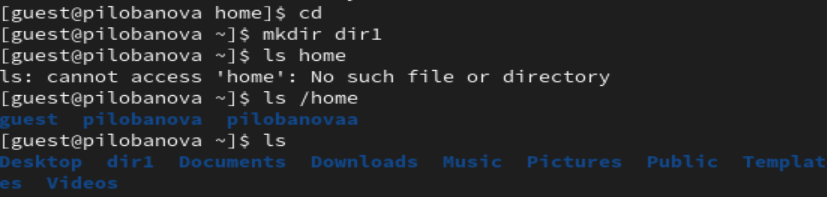 [guest@pilobanova home]$ cd
[guest@pilobanova ~]$ mkdir dir1
[guest@pilobanova ~]$ ls home
ls: cannot access 'home': No such file or directory
[guest@pilobanova ~]$ ls /home
guest  pilobanova  pilobanovaa
[guest@pilobanova ~]$ ls
Desktop  dir1  Documents  Downloads  Music  Pictures  Public  Templat
es  Videos